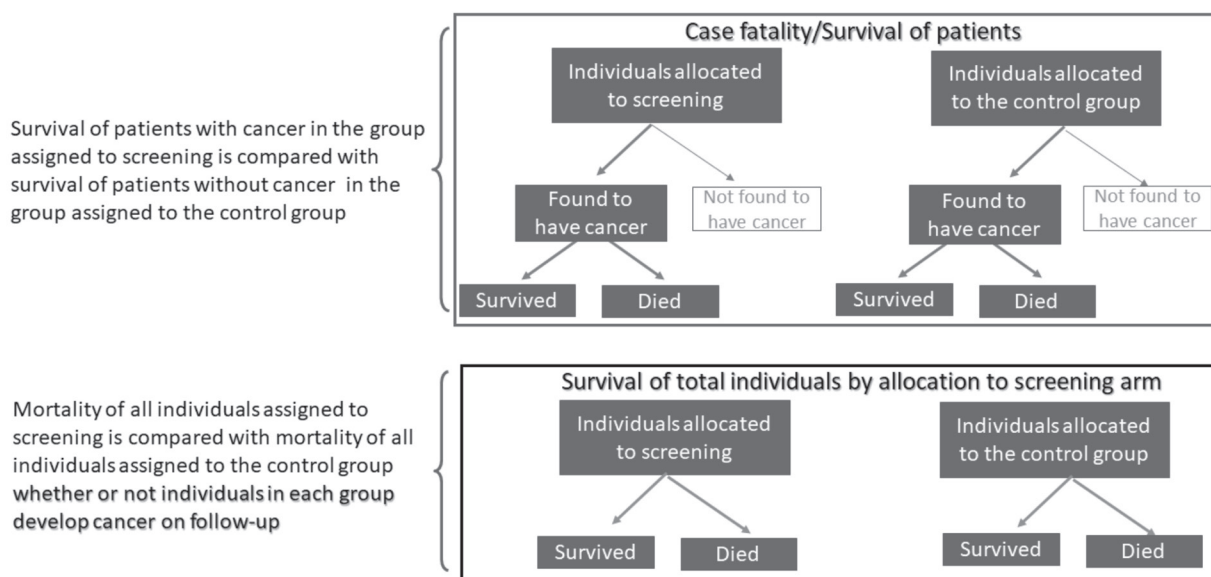 Case fatality/Survival of patients
Individuals allocated
to screening
Individuals allocated
to the control group
Survival of patients with cancer in the group
assigned to screening is compared with
survival of patients without cancer in the
group assigned to the control group
Found to
have cancer
Not found to
have cancer
Found to
have cancer
Not found to
have cancer
Survived
Died
Survived
Died
Survival of total individuals by allocation to screening arm
Mortality of all individuals assigned to
screening is compared with mortality of all
individuals assigned to the control group
whether or not individuals in each group
develop cancer on follow-up
Individuals allocated
to screening
Individuals allocated
to the control group
Survived
Died
Survived
Died